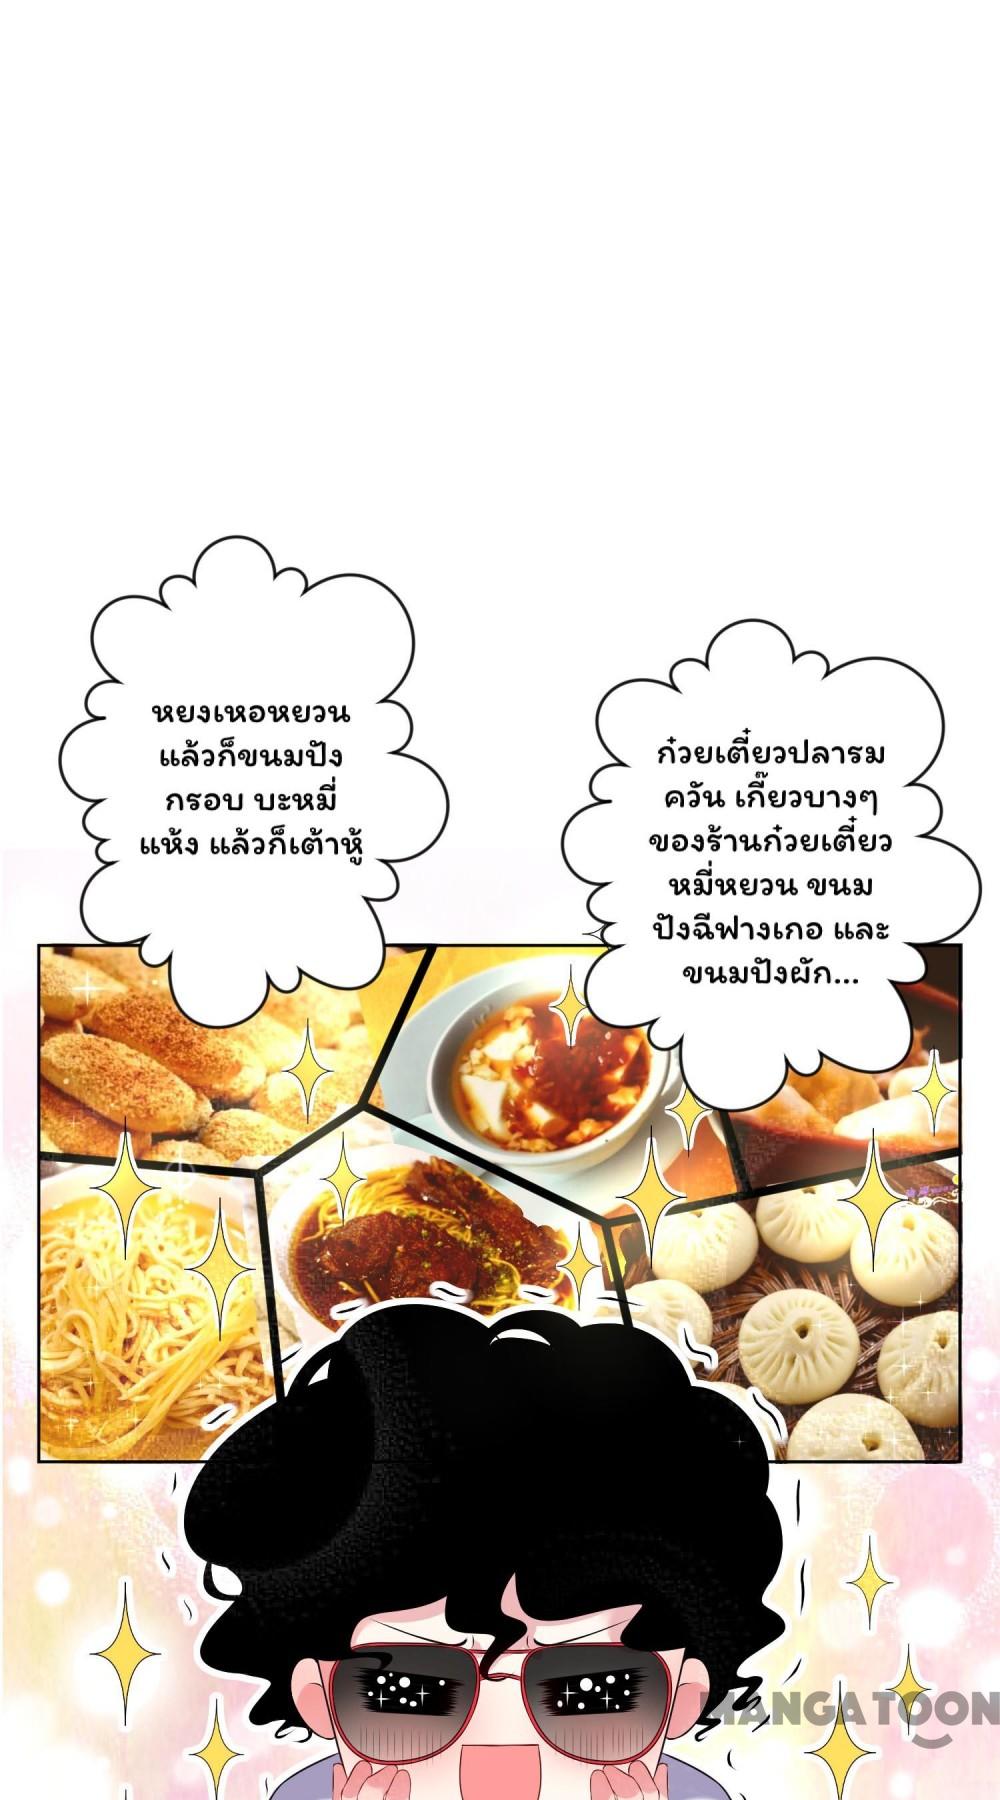 หยงเหอหยวน
แล้วก็ขนมปัง
กรอบ บะหมี่
แห้ง แล้วก็เต้าหู้
ก๋วยเตี๋ยวปลารม
ควัน เกี๊ยวบางๆ
ของร้านก๋วยเตี๋ยว
หมี่หยวน ขนม
ปังฉีฟางเกอ และ
ขนมปังผัก...
MANGATOON